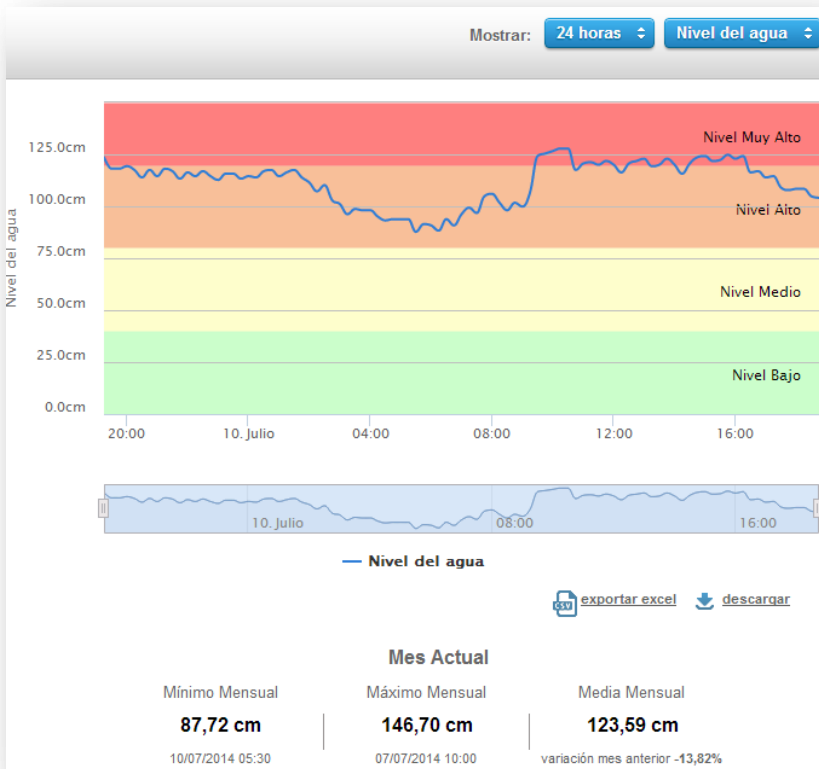 Mostrar: 24 horas Nivel del agua
Nivel Muy Alto
125.0cm
100.0cm
Nivel Alto
75.0cm
Nivel del agua
Nivel Medio
50.0cm
25.0cm
Nivel Bajo
0.0cm
20:00 10. Julio 04:00 08:00 12:00 16:00
10. Julio 08:00 16:00
Nivel del agua
CSV exportar excel descargar
Mes Actual
Mínimo Mensual Máximo Mensual Media Mensual
87,72 cm 146,70 cm 123,59 cm
10/07/2014 05:30 07/07/2014 10:00 variación mes anterior -13,82%